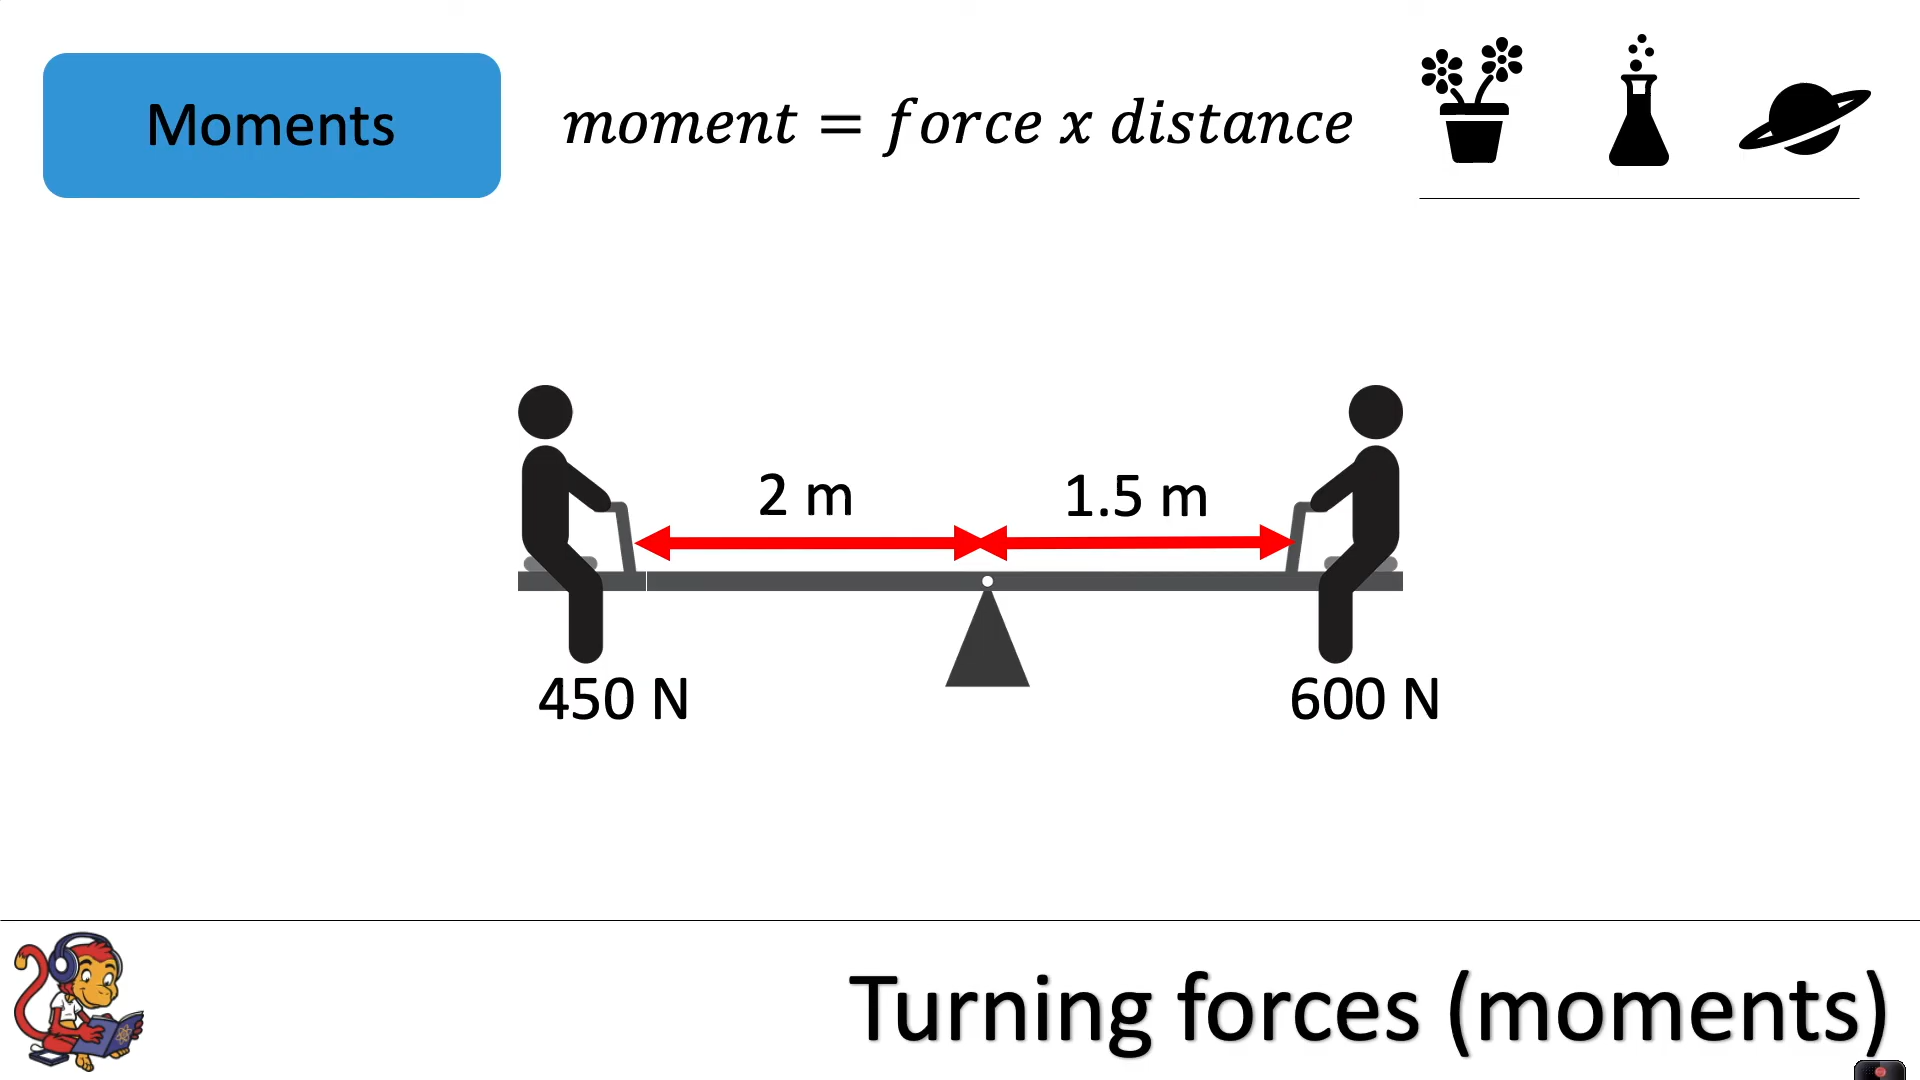 Moments
moment = force x distance
2 m
1.5 m
450 N
600 N
Turning forces (moments)